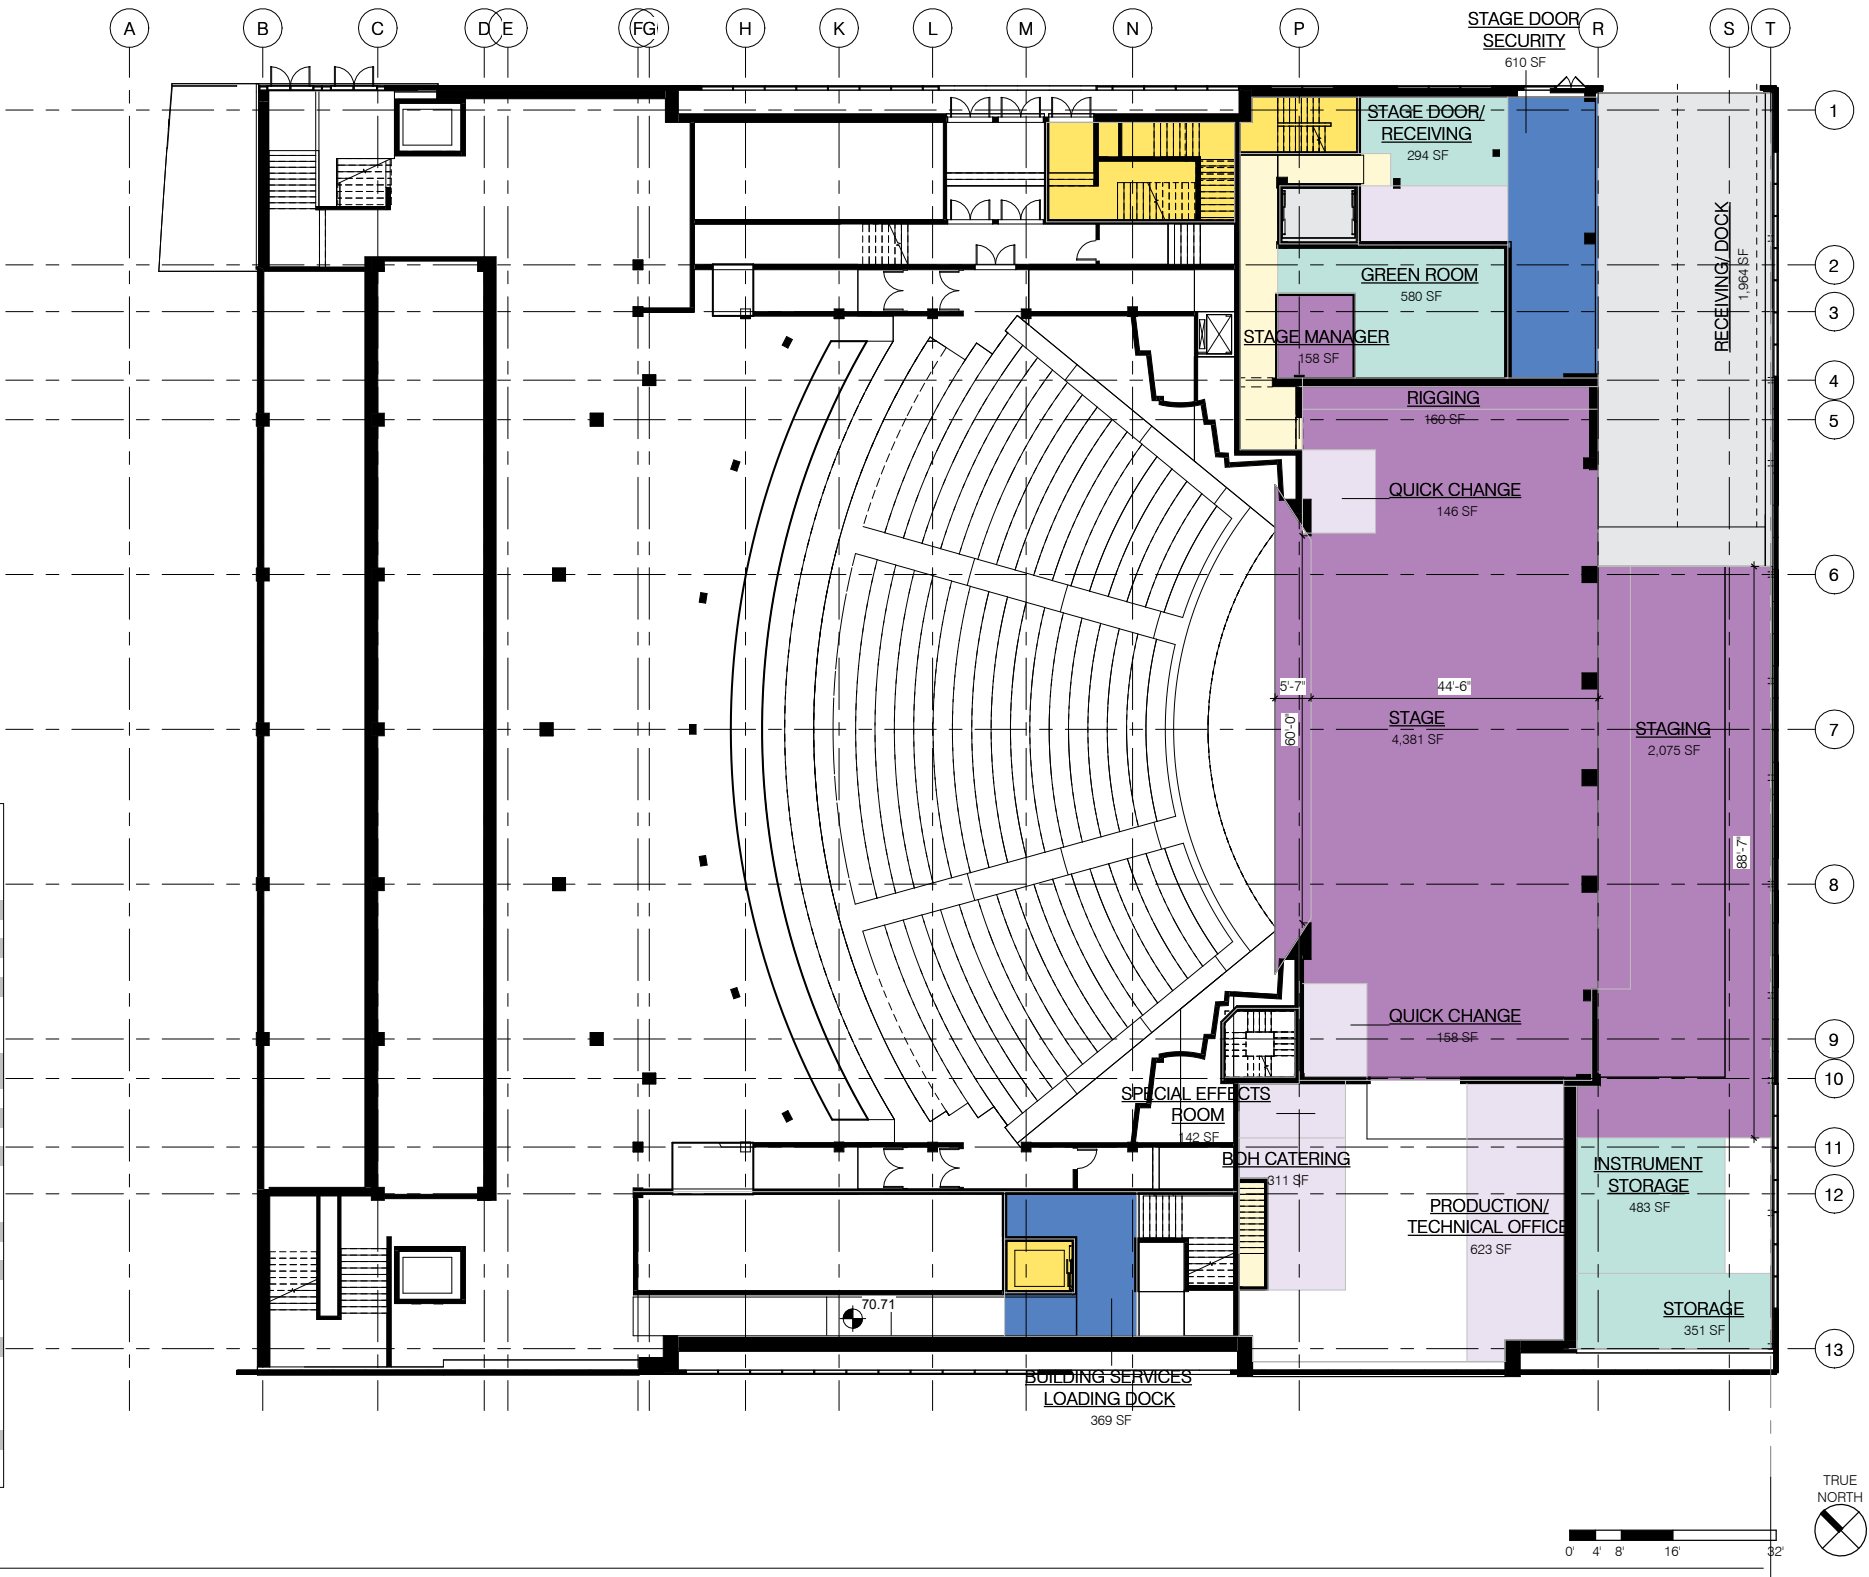 A
B
C
D
E
F
G
H
K
L
M
N
P
R
S
T
STAGE DOOR
SECURITY
610 SF
1
STAGE DOOR/
RECEIVING
294 SF
2
RECEIVING/ DOCK
1,964 SF
GREEN ROOM
580 SF
3
STAGE MANAGER
158 SF
4
RIGGING
160 SF
5
QUICK CHANGE
146 SF
6
5'-7"
44'-6"
60'-0"
STAGE
4,381 SF
STAGING
2,075 SF
7
88'-7"
8
QUICK CHANGE
158 SF
9
10
SPECIAL EFFECTS
ROOM
142 SF
11
BOH CATERING
311 SF
INSTRUMENT
STORAGE
483 SF
12
PRODUCTION/
TECHNICAL OFFICE
623 SF
70.71
STORAGE
351 SF
13
BUILDING SERVICES
LOADING DOCK
369 SF
TRUE
NORTH
0' 4' 8' 16' 32'